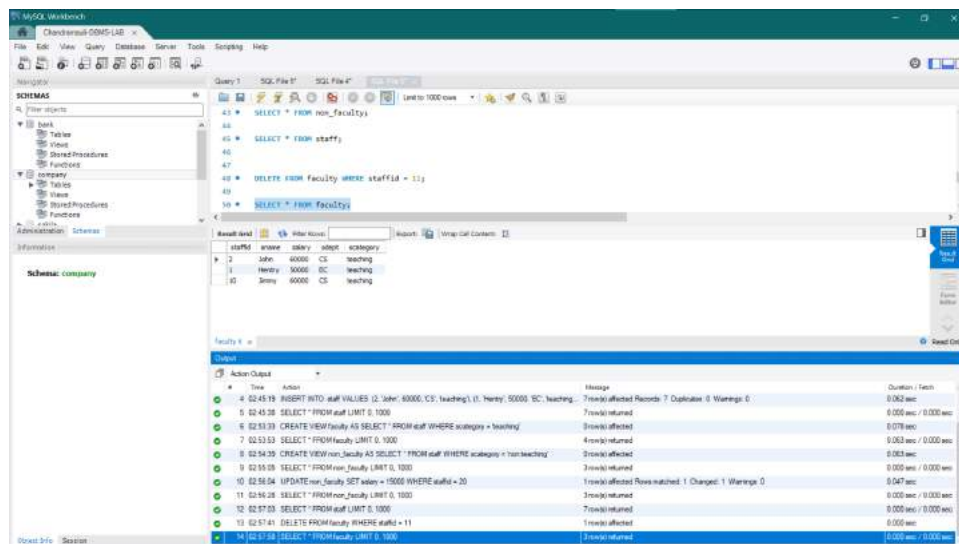 MySQL Workbench
Chandramauli-DBMS-LAB ×
File Edit View Query Database Server Tools Scripting Help
Navigator
Query 1 SQL File 5* SQL File 4*
SCHEMAS
Filter objects
bank
Tables
Views
Stored Procedures
Functions
company
Tables
Views
Stored Procedures
Functions
Administration Schemas
Information
Schema: company
Limit to 1000 rows
43 SELECT * FROM non_faculty;
44
45 SELECT * FROM staff;
46
47
48 DELETE FROM faculty WHERE staffid = 11;
49
50 SELECT * FROM faculty;
Result Grid Filter Rows: Export: Wrap Cell Content:
staffid sname salary sdept scategory
2 John 60000 CS teaching
1 Hentry 50000 EC teaching
10 Jimmy 60000 CS teaching
Result Grid
Form Editor
faculty 6 × Read Onl
Output
Action Output
# Time Action Message Duration / Fetch
4 02:45:19 INSERT INTO staff VALUES (2, 'John', 60000, 'CS', 'teaching'), (1, 'Hentry', 50000, 'EC', 'teaching... 7 row(s) affected Records: 7 Duplicates: 0 Warnings: 0 0.062 sec
5 02:45:38 SELECT * FROM staff LIMIT 0, 1000 7 row(s) returned 0.000 sec / 0.000 sec
6 02:53:33 CREATE VIEW faculty AS SELECT * FROM staff WHERE scategory = 'teaching' 0 row(s) affected 0.078 sec
7 02:53:53 SELECT * FROM faculty LIMIT 0, 1000 4 row(s) returned 0.063 sec / 0.000 sec
8 02:54:39 CREATE VIEW non_faculty AS SELECT * FROM staff WHERE scategory = 'non teaching' 0 row(s) affected 0.063 sec
9 02:55:05 SELECT * FROM non_faculty LIMIT 0, 1000 3 row(s) returned 0.000 sec / 0.000 sec
10 02:56:04 UPDATE non_faculty SET salary = 15000 WHERE staffid = 20 1 row(s) affected Rows matched: 1 Changed: 1 Warnings: 0 0.047 sec
11 02:56:28 SELECT * FROM non_faculty LIMIT 0, 1000 3 row(s) returned 0.000 sec / 0.000 sec
12 02:57:03 SELECT * FROM staff LIMIT 0, 1000 7 row(s) returned 0.000 sec / 0.000 sec
13 02:57:41 DELETE FROM faculty WHERE staffid = 11 1 row(s) affected 0.000 sec
14 02:57:58 SELECT * FROM faculty LIMIT 0, 1000 3 row(s) returned 0.000 sec / 0.000 sec
Object Info Session